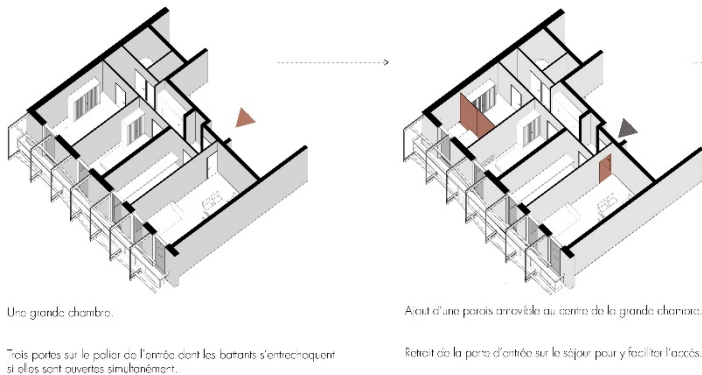 Une grande chambre.
Trois portes sur le palier de l'entrée dont les battants s'entrechoquent
si elles sont ouvertes simultanément.
Ajout d'une parois amovible au centre de la grande chambre.
Retrait de la porte d'entrée sur le séjour pour y faciliter l'accès.